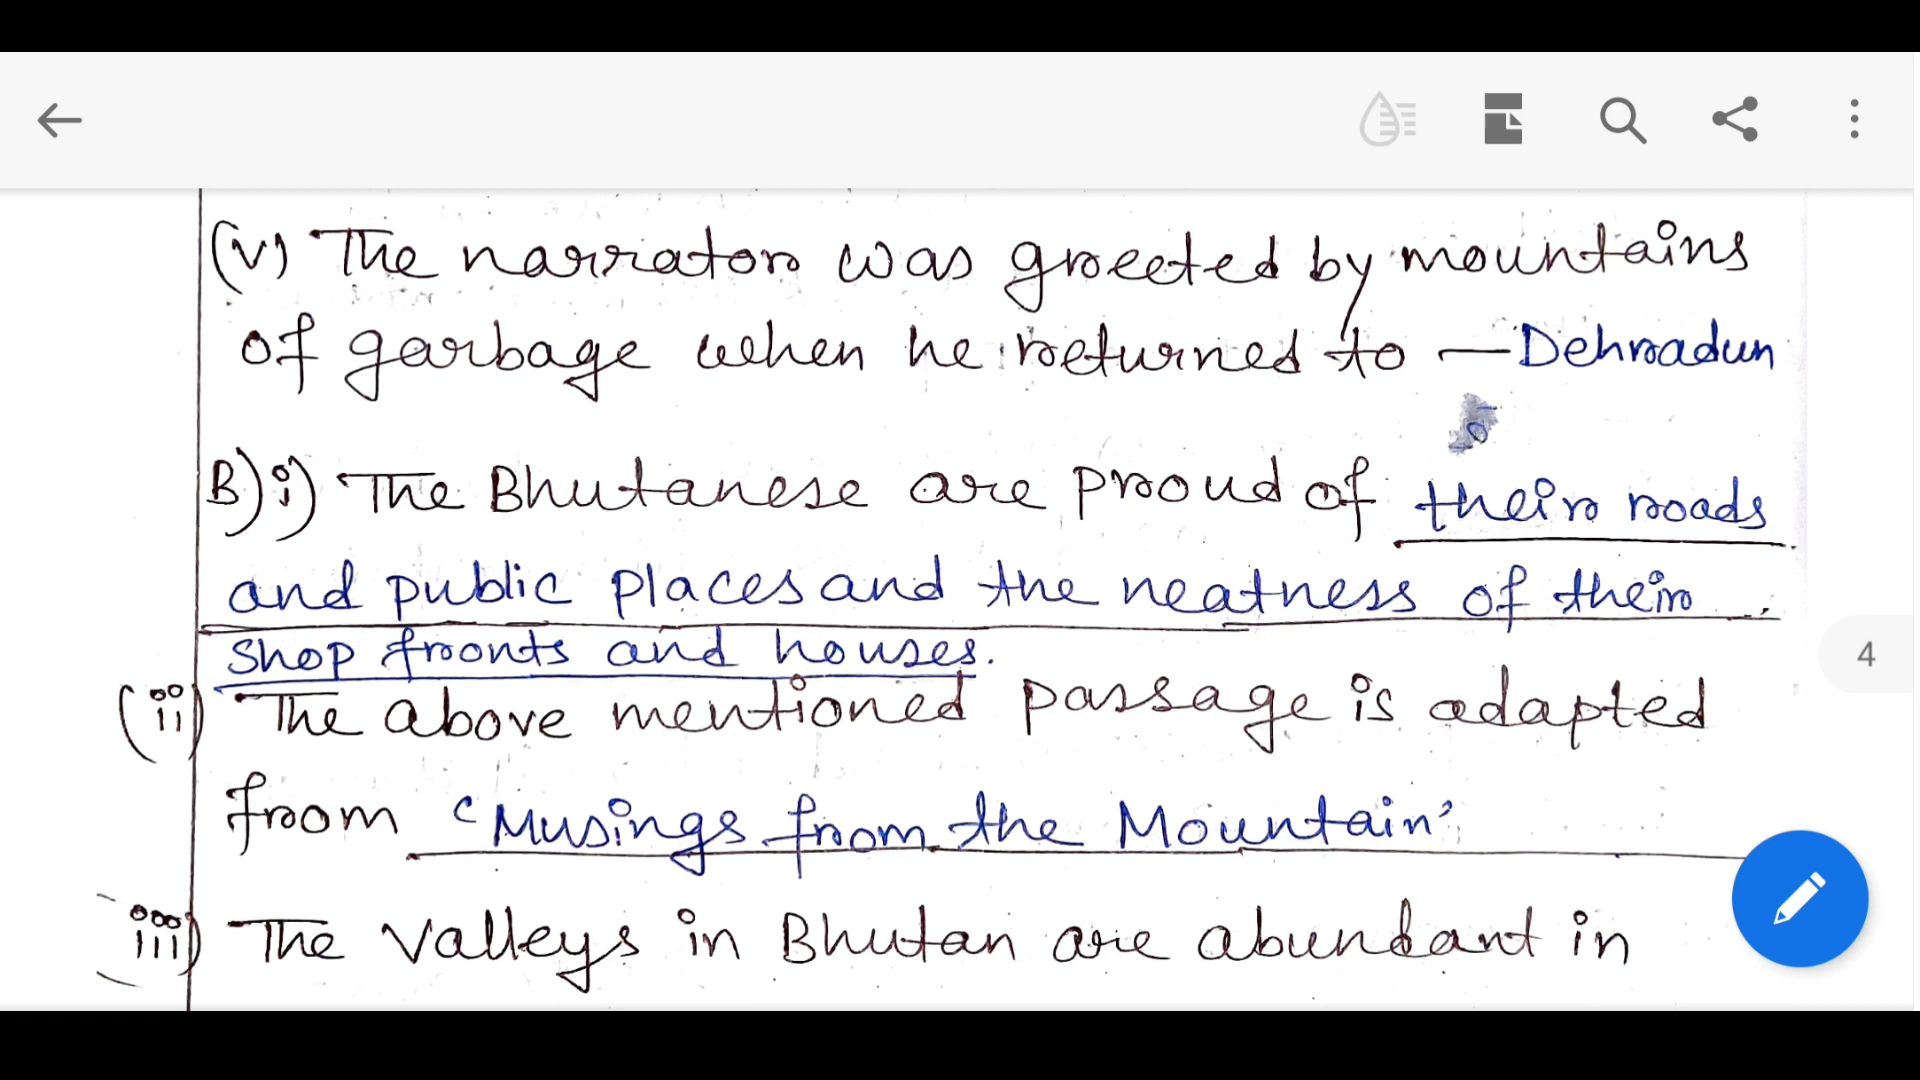 (v) The narrator was greeted by mountains
of garbage when he returned to — Dehradun
B) i) The Bhutanese are proud of their roads
and public places and the neatness of their
shop fronts and houses.
(ii) The above mentioned passage is adapted
from 'Musings from the Mountain'
iii) The valleys in Bhutan are abundant in
4